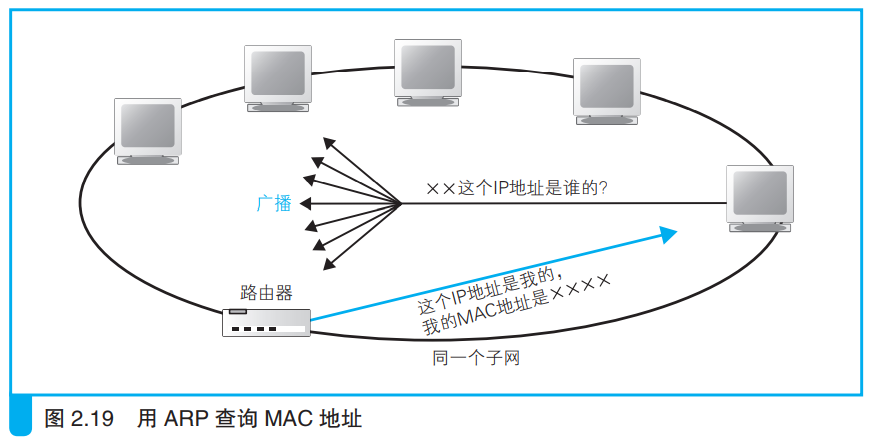 ××这个IP地址是谁的?
广播
路由器
这个IP地址是我的，
我的MAC地址是××××
同一个子网
图 2.19 用 ARP 查询 MAC 地址